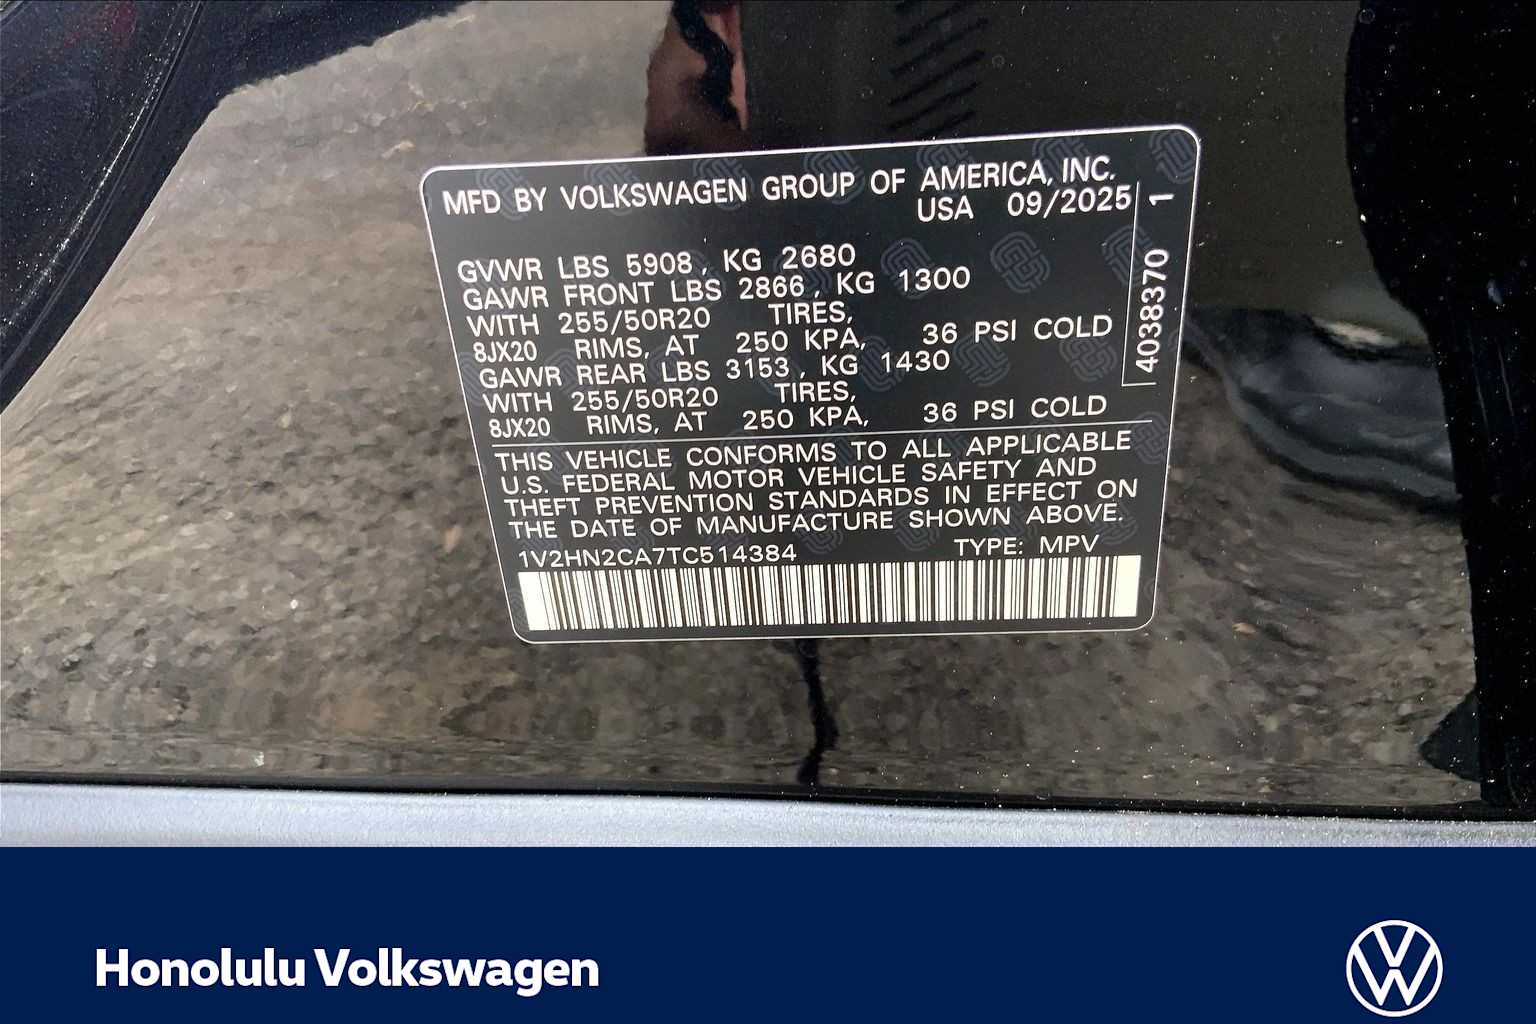 MFD BY VOLKSWAGEN GROUP OF AMERICA, INC.
USA 09/2025
GVWR LBS 5908, KG 2680
GAWR FRONT LBS 2866, KG 1300
WITH 255/50R20 TIRES,
8JX20 RIMS, AT 250 KPA, 36 PSI COLD
GAWR REAR LBS 3153, KG 1430
WITH 255/50R20 TIRES,
8JX20 RIMS, AT 250 KPA, 36 PSI COLD
4038370 1
THIS VEHICLE CONFORMS TO ALL APPLICABLE
U.S. FEDERAL MOTOR VEHICLE SAFETY AND
THEFT PREVENTION STANDARDS IN EFFECT ON
THE DATE OF MANUFACTURE SHOWN ABOVE.
1V2HN2CA7TC514384 TYPE: MPV
Honolulu Volkswagen